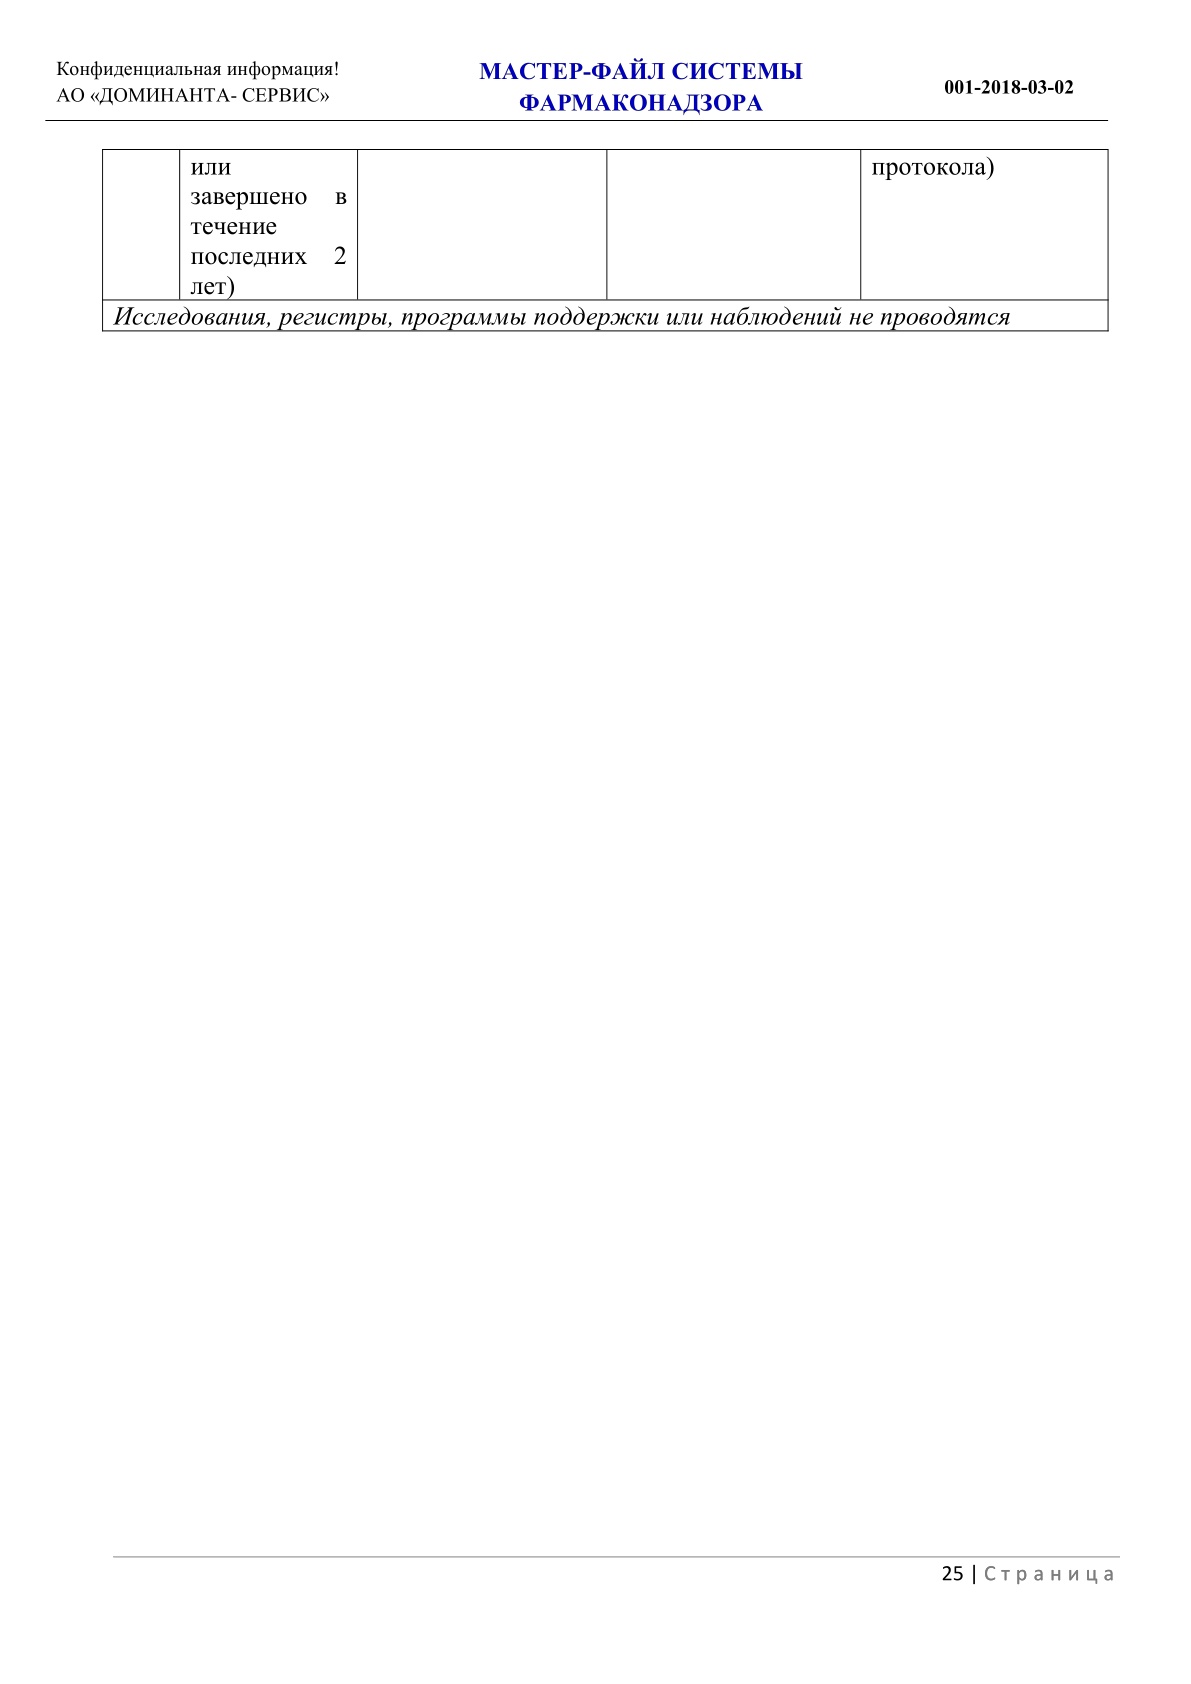 Конфиденциальная информация!
АО «ДОМИНАНТА- СЕРВИС»
МАСТЕР-ФАЙЛ СИСТЕМЫ
ФАРМАКОНАДЗОРА
001-2018-03-02
или
завершено в
течение
последних 2
лет)
протокола)
Исследования, регистры, программы поддержки или наблюдений не проводятся
25 | Страница